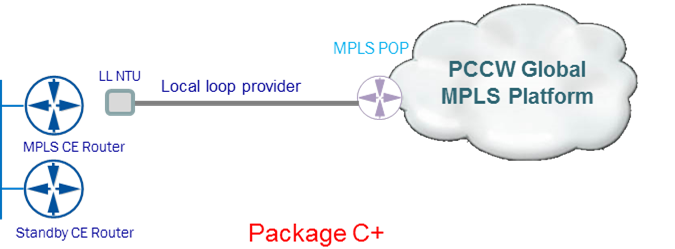 MPLS POP
PCCW Global
MPLS Platform
LL NTU
Local loop provider
MPLS CE Router
Standby CE Router
Package C+